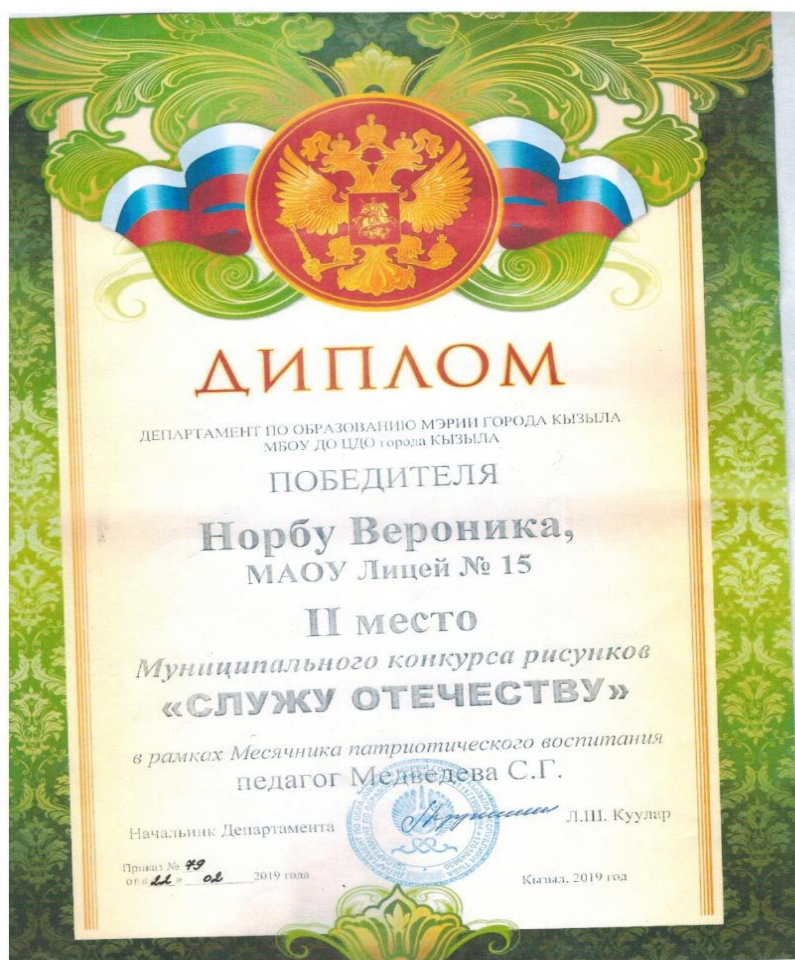 ДИПЛОМ
ДЕПАРТАМЕНТ ПО ОБРАЗОВАНИЮ МЭРИИ ГОРОДА КЫЗЫЛА
МБОУ ДО ЦДО города КЫЗЫЛА
ПОБЕДИТЕЛЯ
Норбу Вероника,
МАОУ Лицей № 15
II место
Муниципального конкурса рисунков
«СЛУЖУ ОТЕЧЕСТВУ»
в рамках Месячника патриотического воспитания
педагог Медведева С.Г.
Начальник Департамента Л.Ш. Куулар
Приказ № 79
от «22» 02 2019 года
Кызыл, 2019 год